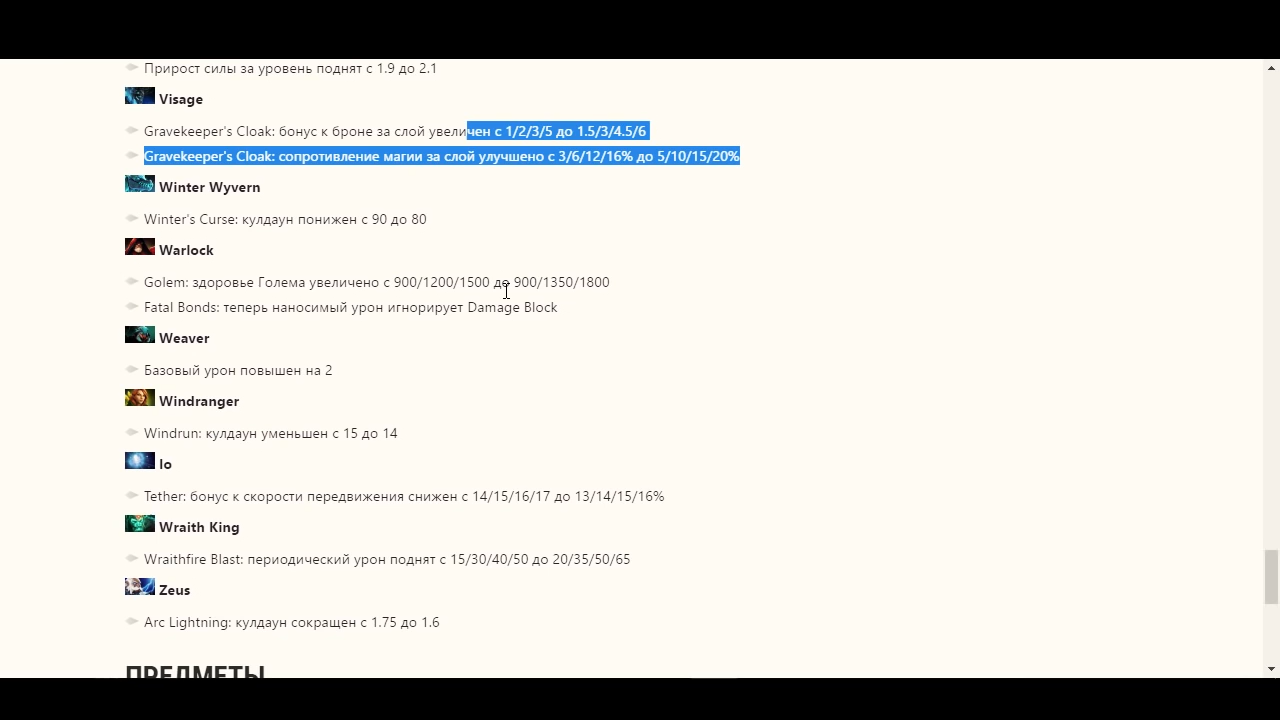 Прирост силы за уровень поднят с 1.9 до 2.1
Visage
Gravekeeper's Cloak: бонус к броне за слой увеличен с 1/2/3/5 до 1.5/3/4.5/6
Gravekeeper's Cloak: сопротивление магии за слой улучшено с 3/6/12/16% до 5/10/15/20%
Winter Wyvern
Winter's Curse: кулдаун понижен с 90 до 80
Warlock
Golem: здоровье Голема увеличено с 900/1200/1500 до 900/1350/1800
Fatal Bonds: теперь наносимый урон игнорирует Damage Block
Weaver
Базовый урон повышен на 2
Windranger
Windrun: кулдаун уменьшен с 15 до 14
Io
Tether: бонус к скорости передвижения снижен с 14/15/16/17 до 13/14/15/16%
Wraith King
Wraithfire Blast: периодический урон поднят с 15/30/40/50 до 20/35/50/65
Zeus
Arc Lightning: кулдаун сокращен с 1.75 до 1.6
ПРЕДМЕТЫ